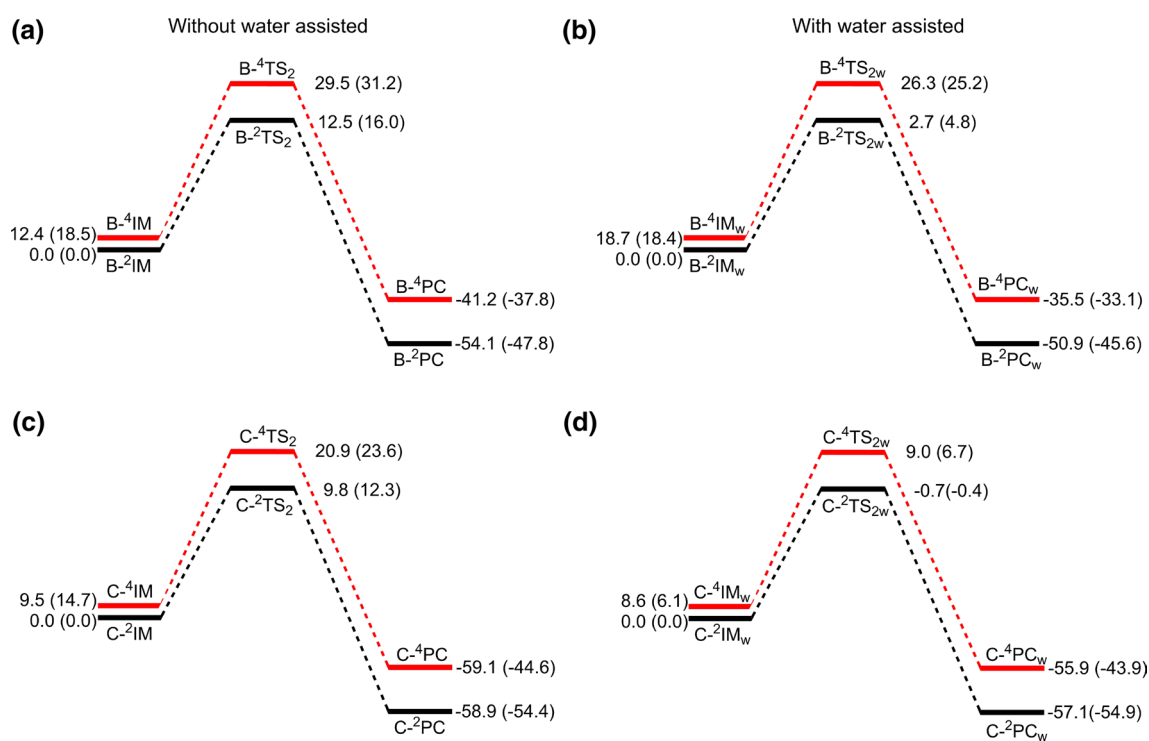 (a) Without water assisted
B-⁴TS₂
29.5 (31.2)
12.5 (16.0)
B-²TS₂
B-⁴IM
12.4 (18.5)
0.0 (0.0)
B-²IM
B-⁴PC
-41.2 (-37.8)
-54.1 (-47.8)
B-²PC
(b) With water assisted
B-⁴TS₂w
26.3 (25.2)
2.7 (4.8)
B-²TS₂w
B-⁴IMw
18.7 (18.4)
0.0 (0.0)
B-²IMw
B-⁴PCw
-35.5 (-33.1)
-50.9 (-45.6)
B-²PCw
(c)
C-⁴TS₂
20.9 (23.6)
9.8 (12.3)
C-²TS₂
C-⁴IM
9.5 (14.7)
0.0 (0.0)
C-²IM
C-⁴PC
-59.1 (-44.6)
-58.9 (-54.4)
C-²PC
(d)
C-⁴TS₂w
9.0 (6.7)
-0.7(-0.4)
C-²TS₂w
C-⁴IMw
8.6 (6.1)
0.0 (0.0)
C-²IMw
C-⁴PCw
-55.9 (-43.9)
-57.1(-54.9)
C-²PCw